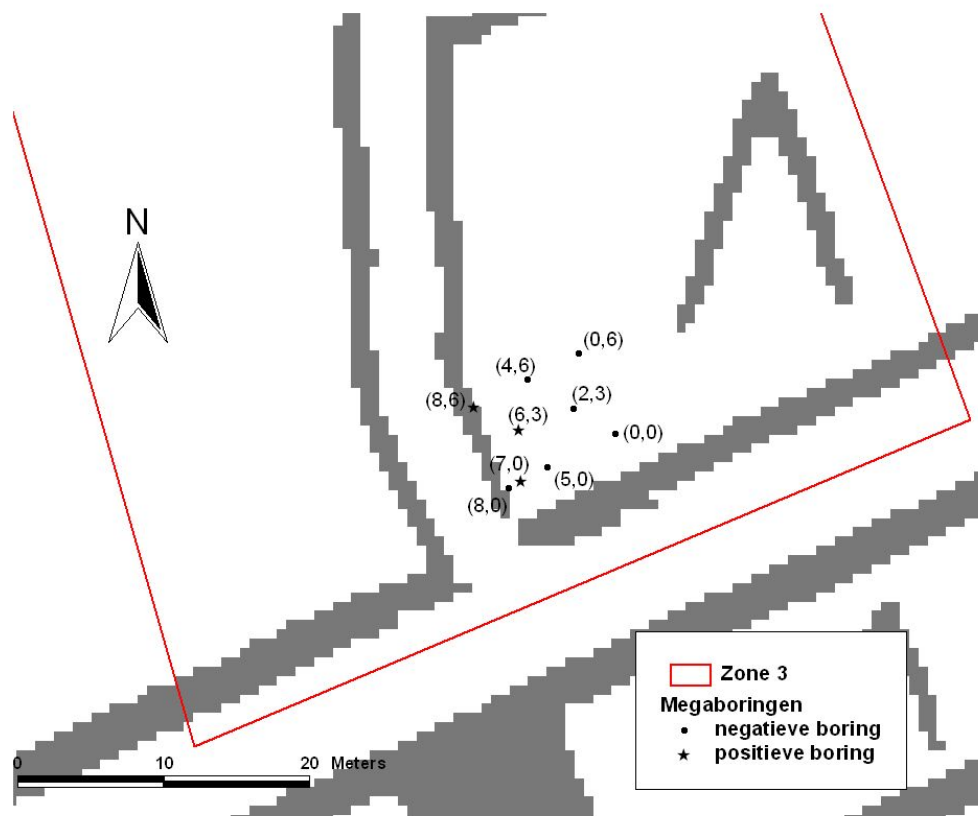 N
(0,6)
(4,6)
(8,6)
(2,3)
(6,3)
(0,0)
(7,0)
(5,0)
(8,0)
Zone 3
Megaboringen
negatieve boring
positieve boring
0 10 20 Meters